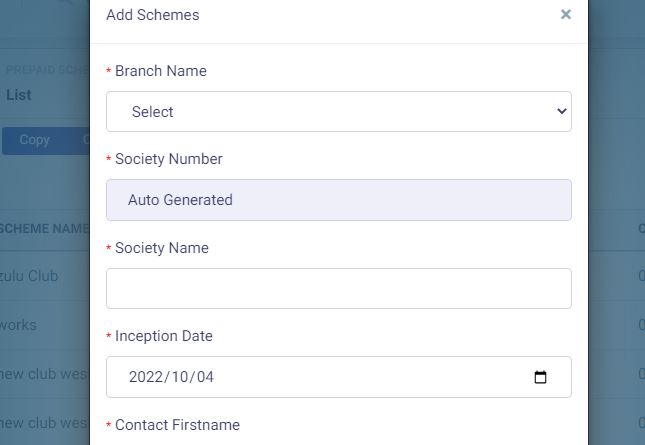 Add Schemes
×
PREPAID SCHE
* Branch Name
List
Select
Copy
* Society Number
Auto Generated
SCHEME NAME
* Society Name
zulu Club
works
* Inception Date
2022/10/04
new club wes
new club wes
* Contact Firstname